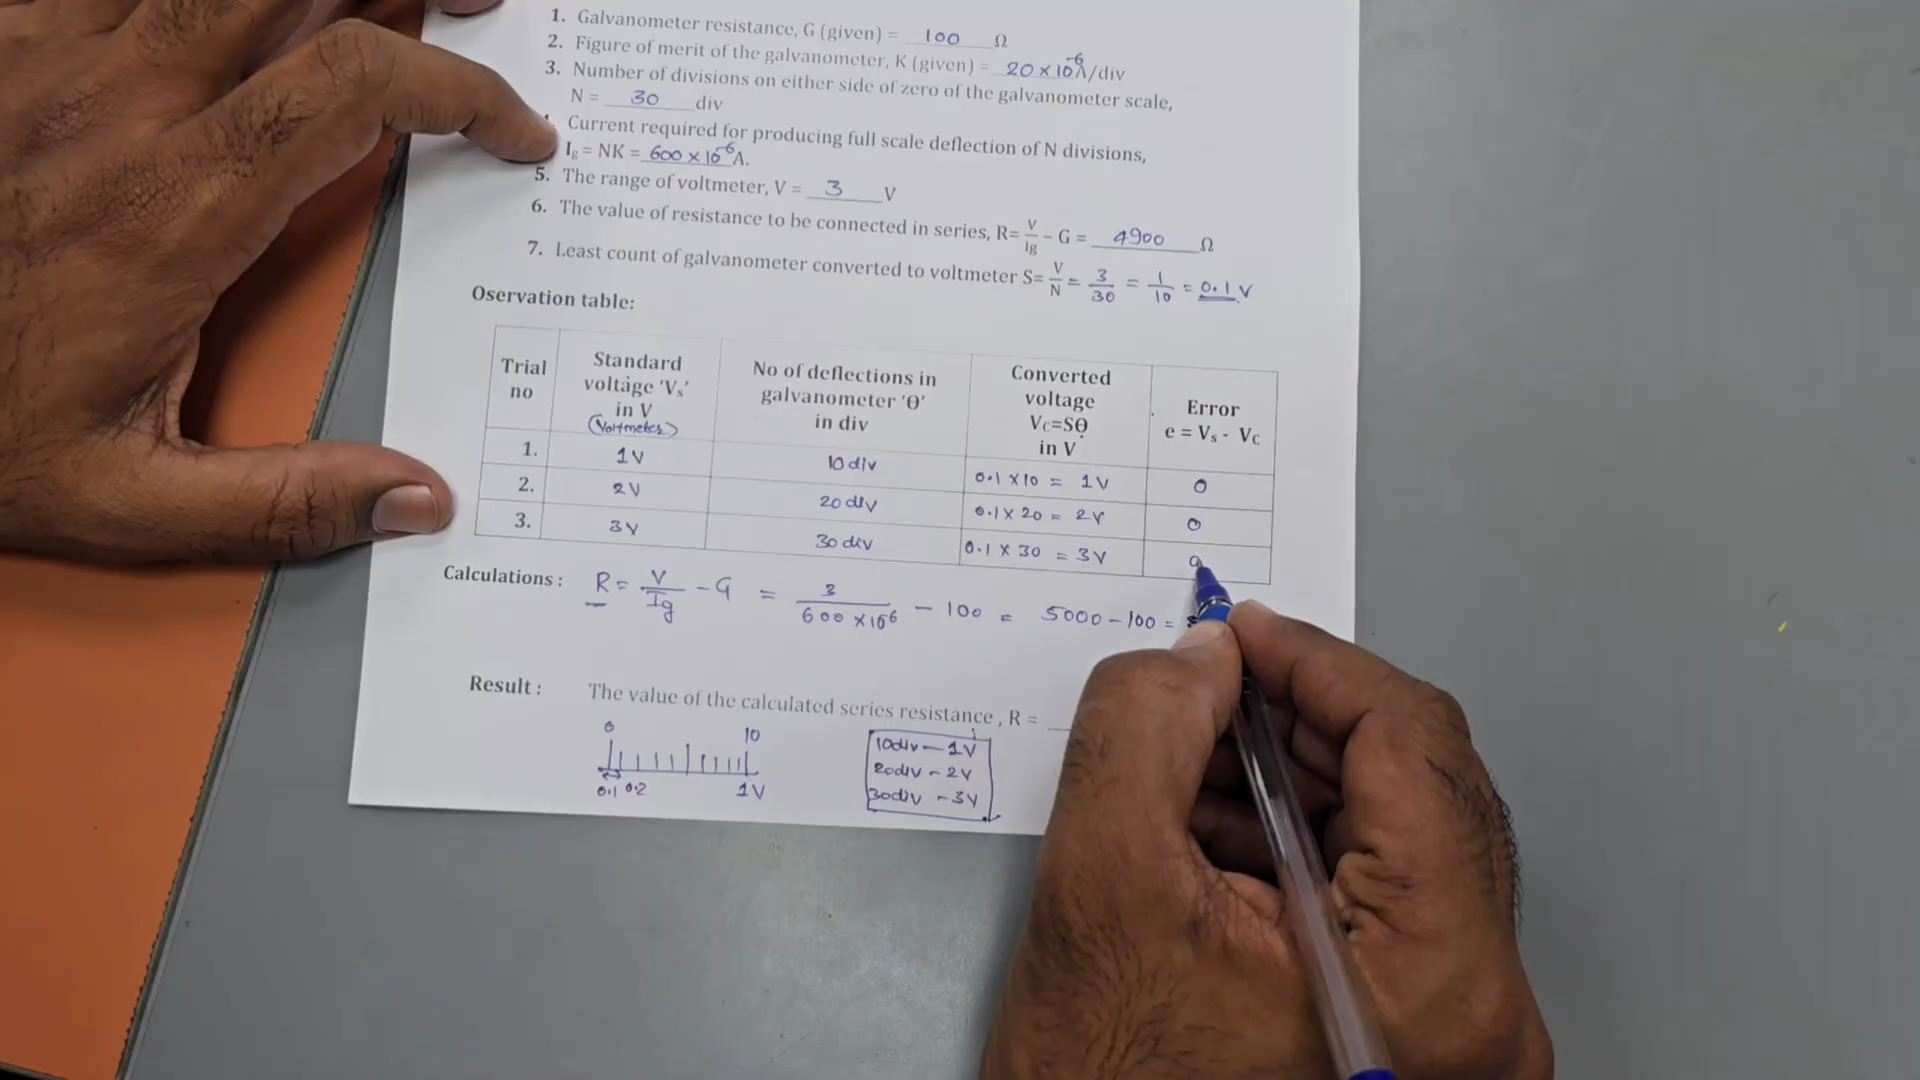 1. Galvanometer resistance, G (given) = 100 Ω
2. Figure of merit of the galvanometer, K (given) = 20 × 10⁻⁶ A/div
3. Number of divisions on either side of zero of the galvanometer scale,
N = 30 div
Current required for producing full scale deflection of N divisions,
Ig = NK = 600 × 10⁻⁶ A.
5. The range of voltmeter, V = 3 V
6. The value of resistance to be connected in series, R= V/Ig - G = 4900 Ω
7. Least count of galvanometer converted to voltmeter S= V/N = 3/30 = 1/10 = 0.1 V
Oservation table:
Trial no
Standard voltage 'Vs' in V (Voltmeter)
No of deflections in galvanometer 'θ' in div
Converted voltage Vc=Sθ in V
Error e = Vs - Vc
1. 1V 10 div 0.1 × 10 = 1V 0
2. 2V 20 div 0.1 × 20 = 2V 0
3. 3V 30 div 0.1 × 30 = 3V
Calculations : R = V/Ig - G = 3/600 × 10⁻⁶ - 100 = 5000 - 100 =
Result : The value of the calculated series resistance , R =
0 10
0.1 0.2 1V
10div - 1V
20div - 2V
30div - 3V